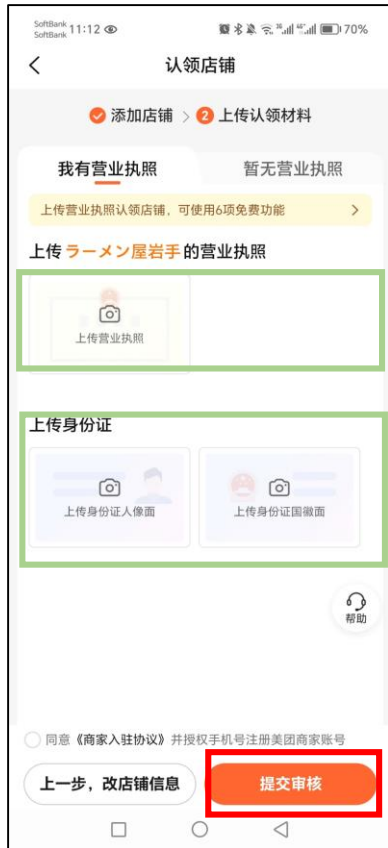 SoftBank
SoftBank 11:12 70%
认领店铺
添加店铺 > 2 上传认领材料
我有营业执照 暂无营业执照
上传营业执照认领店铺，可使用6项免费功能 >
上传 ラーメン屋岩手 的营业执照
上传营业执照
上传身份证
上传身份证人像面 上传身份证国徽面
帮助
同意《商家入驻协议》并授权手机号注册美团商家账号
上一步，改店铺信息 提交审核